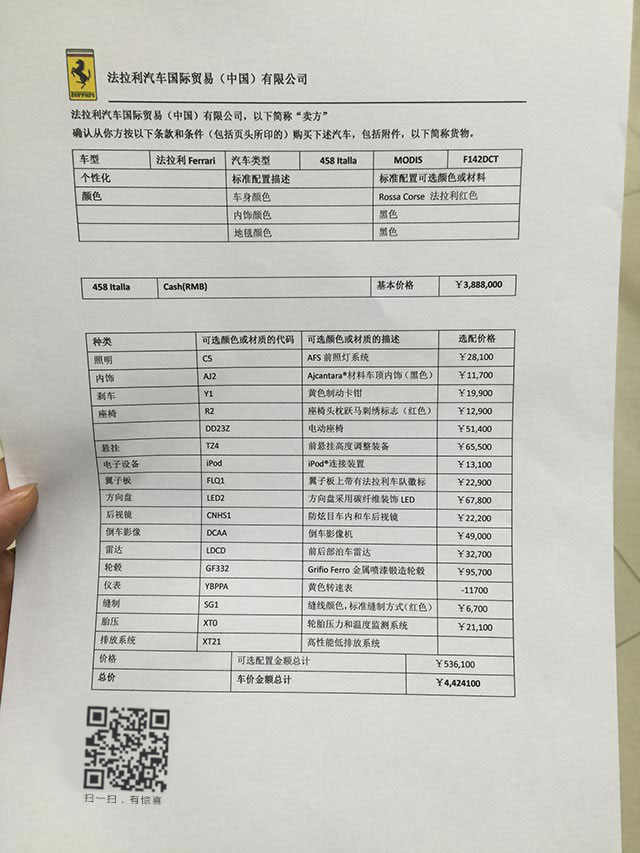 Ferrari
法拉利汽车国际贸易（中国）有限公司
法拉利汽车国际贸易（中国）有限公司，以下简称“卖方”
确认从你方按以下条款和条件（包括页头所印的）购买下述汽车，包括附件，以下简称货物。
车型 法拉利 Ferrari 汽车类型 458 Italla MODIS F142DCT
个性化 标准配置描述 标准配置可选颜色或材料
颜色 车身颜色 Rossa Corse 法拉利红色
内饰颜色 黑色
地毯颜色 黑色
458 Italla Cash(RMB) 基本价格 ￥3,888,000
种类 可选颜色或材质的代码 可选颜色或材质的描述 选配价格
照明 C5 AFS 前照灯系统 ￥28,100
内饰 AJ2 Ajcantara®材料车顶内饰（黑色） ￥11,700
刹车 Y1 黄色制动卡钳 ￥19,900
座椅 R2 座椅头枕跃马刺绣标志（红色） ￥12,900
DD23Z 电动座椅 ￥51,400
悬挂 TZ4 前悬挂高度调整装备 ￥65,500
电子设备 iPod iPod®连接装置 ￥13,100
翼子板 FLQ1 翼子板上带有法拉利车队徽标 ￥22,900
方向盘 LED2 方向盘采用碳纤维装饰 LED ￥67,800
后视镜 CNHS1 防炫目车内和车后视镜 ￥22,200
倒车影像 DCAA 倒车影像机 ￥49,000
雷达 LDCD 前后部泊车雷达 ￥32,700
轮毂 GF332 Grifio Ferro 金属喷漆锻造轮毂 ￥95,700
仪表 YBPPA 黄色转速表 -11700
缝制 SG1 缝线颜色，标准缝制方式（红色） ￥6,700
胎压 XT0 轮胎压力和温度监测系统 ￥21,100
排放系统 XT21 高性能低排放系统
价格 可选配置金额总计 ￥536,100
总价 车价金额总计 ￥4,424100
扫一扫，有惊喜